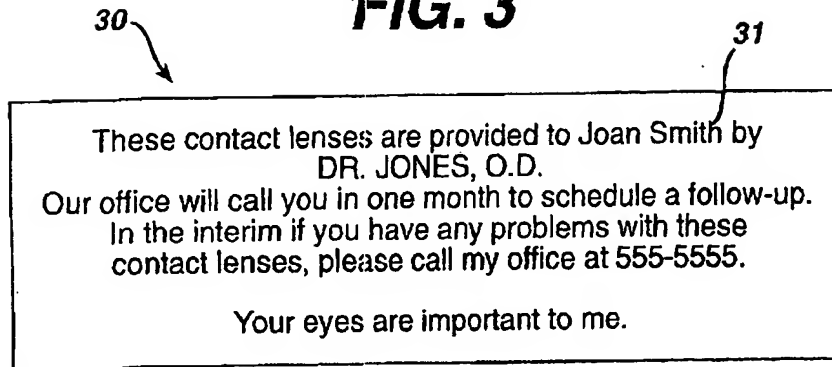 FIG. 3
30
31
These contact lenses are provided to Joan Smith by
DR. JONES, O.D.
Our office will call you in one month to schedule a follow-up.
In the interim if you have any problems with these
contact lenses, please call my office at 555-5555.
Your eyes are important to me.